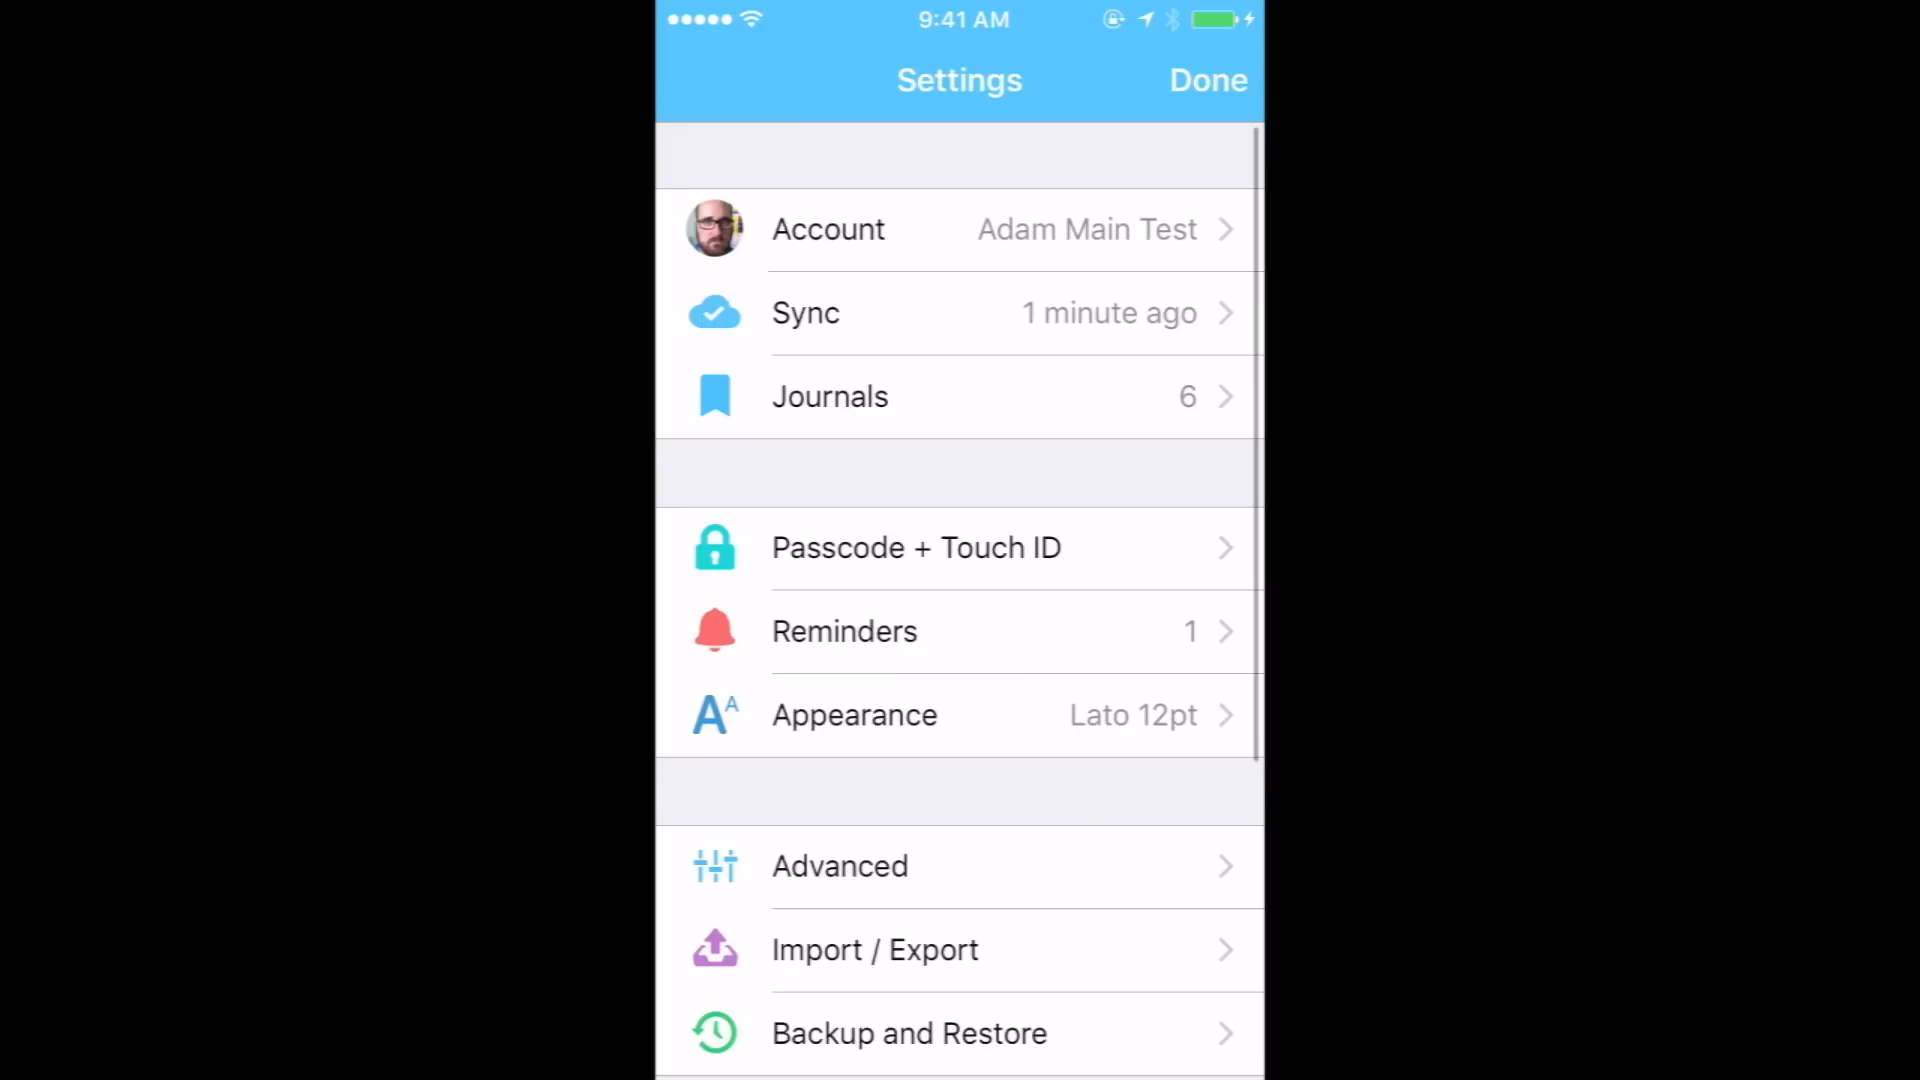 9:41 AM
Settings
Done
Account
Adam Main Test
Sync
1 minute ago
Journals
6
Passcode + Touch ID
Reminders
1
Appearance
Lato 12pt
Advanced
Import / Export
Backup and Restore